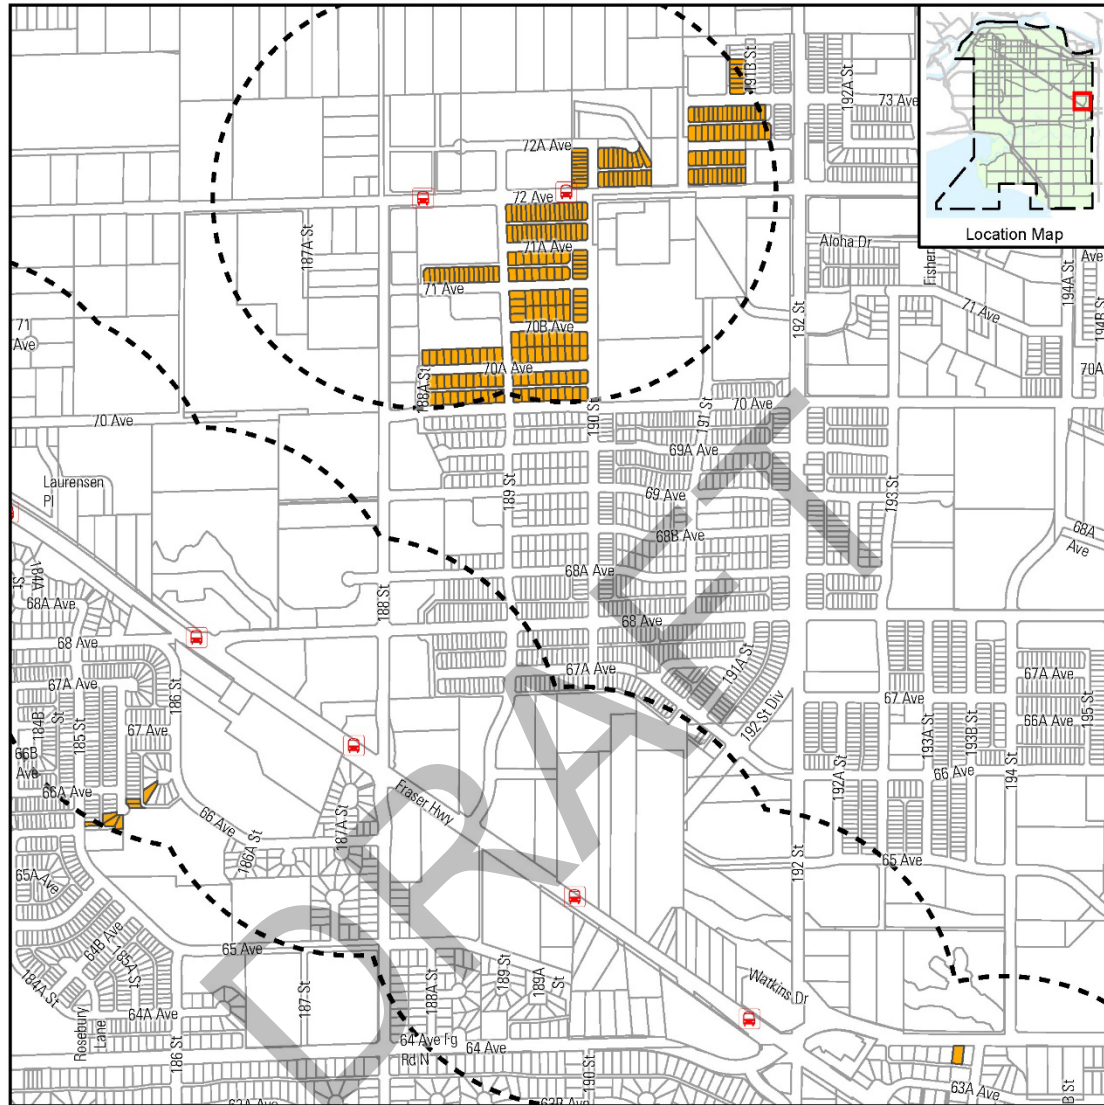 191B St
192A St
73 Ave
72A Ave
72 Ave
Location Map
187A St
71A Ave
Aloha Dr
Fisher
Ave
194A St
71 Ave
71 Ave
194B St
71
Ave
70B Ave
192 St
70A Ave
70A
188A St
70 Ave
190 St
191 St
70 Ave
69A Ave
Laurensen
Pl
189 St
69 Ave
193 St
68B Ave
68A
Ave
184A
St
68A Ave
68A Ave
188 St
68 Ave
68 Ave
67A Ave
191A St
67A Ave
67A Ave
186 St
67 Ave
184B
St
185 St
67 Ave
192 St Div
193A St
193B St
66A Ave
195 St
66B
Ave
66A Ave
192A St
66 Ave
194 St
Fraser Hwy
66 Ave
187A St
186A St
192 St
65 Ave
65A Ave
64B Ave
185A St
65 Ave
184A St
187 St
188A St
189 St
189A
St
Watkins Dr
64A Ave
Rosebury
Lane
186 St
64 Ave Fg
Rd N
64 Ave
190 St
63A Ave
B St
63A Ave
63B Ave
DRAFT